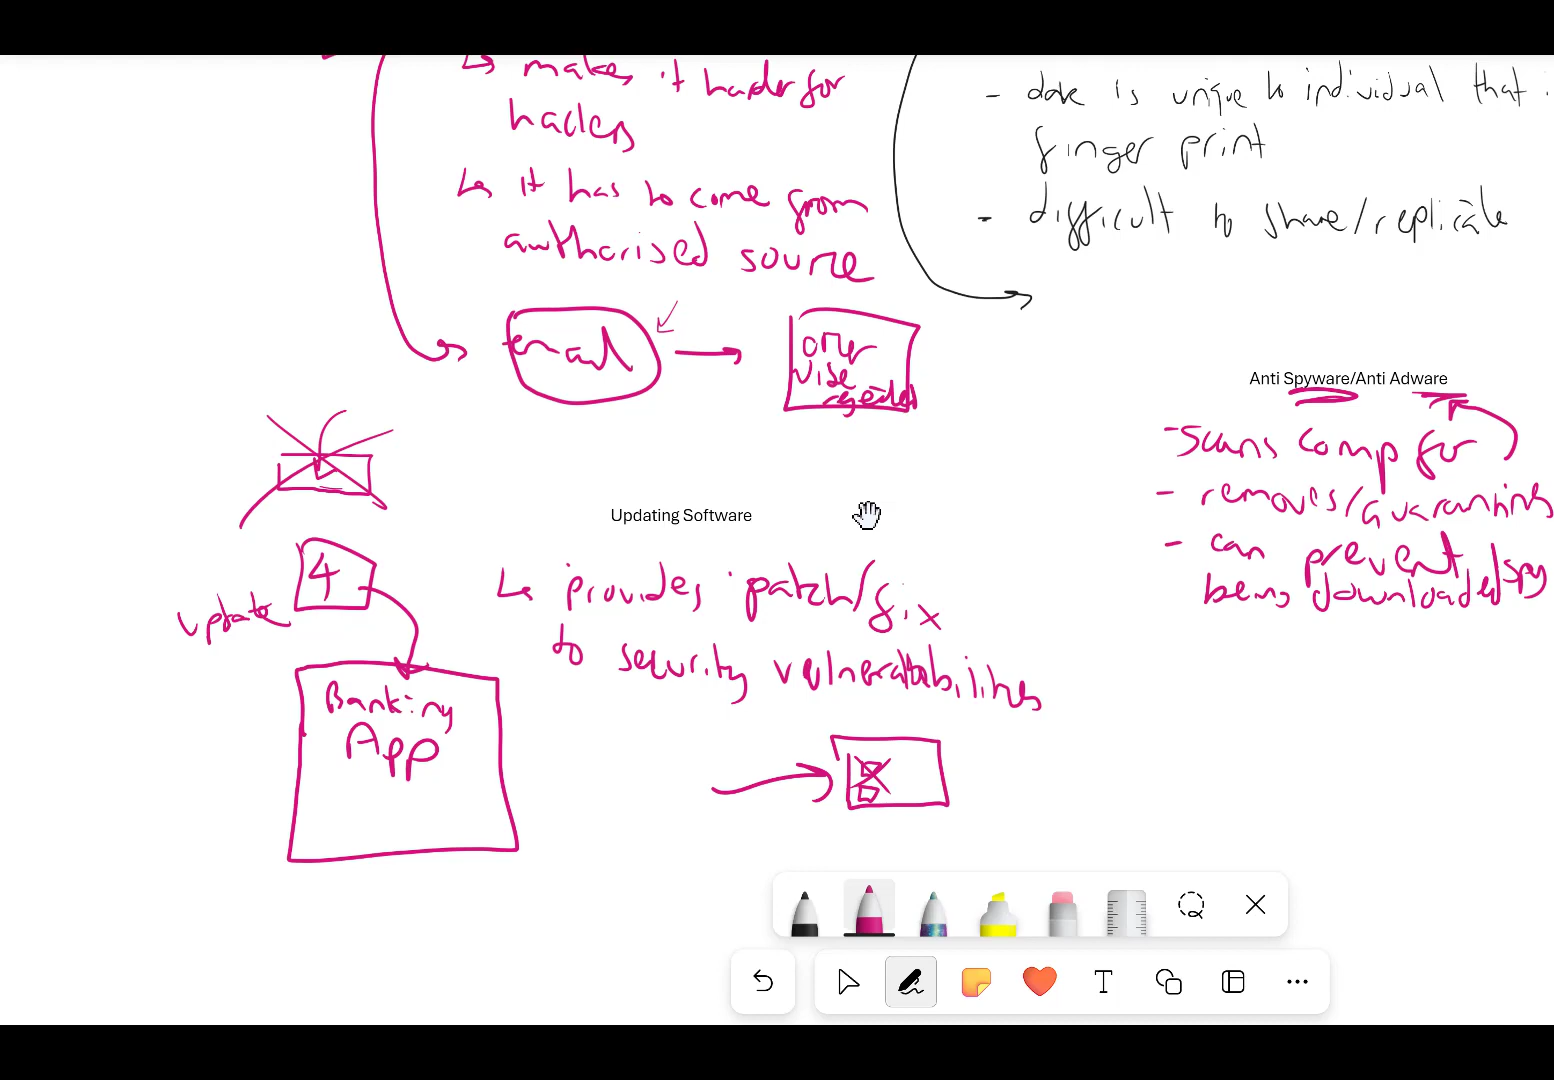 ↳ makes it harder for
hackers
↳ it has to come from
authorised source
email
other
wise
rejected
- data is unique to individual that i
finger print
- difficult to share/replicate
Anti Spyware/Anti Adware
- Scans comp for
- removes/Quarantines
- can prevent
being downloaded/spy
Updating Software
↳ provides patch/fix
to security vulnerabilities
4
update
Banking
App
T